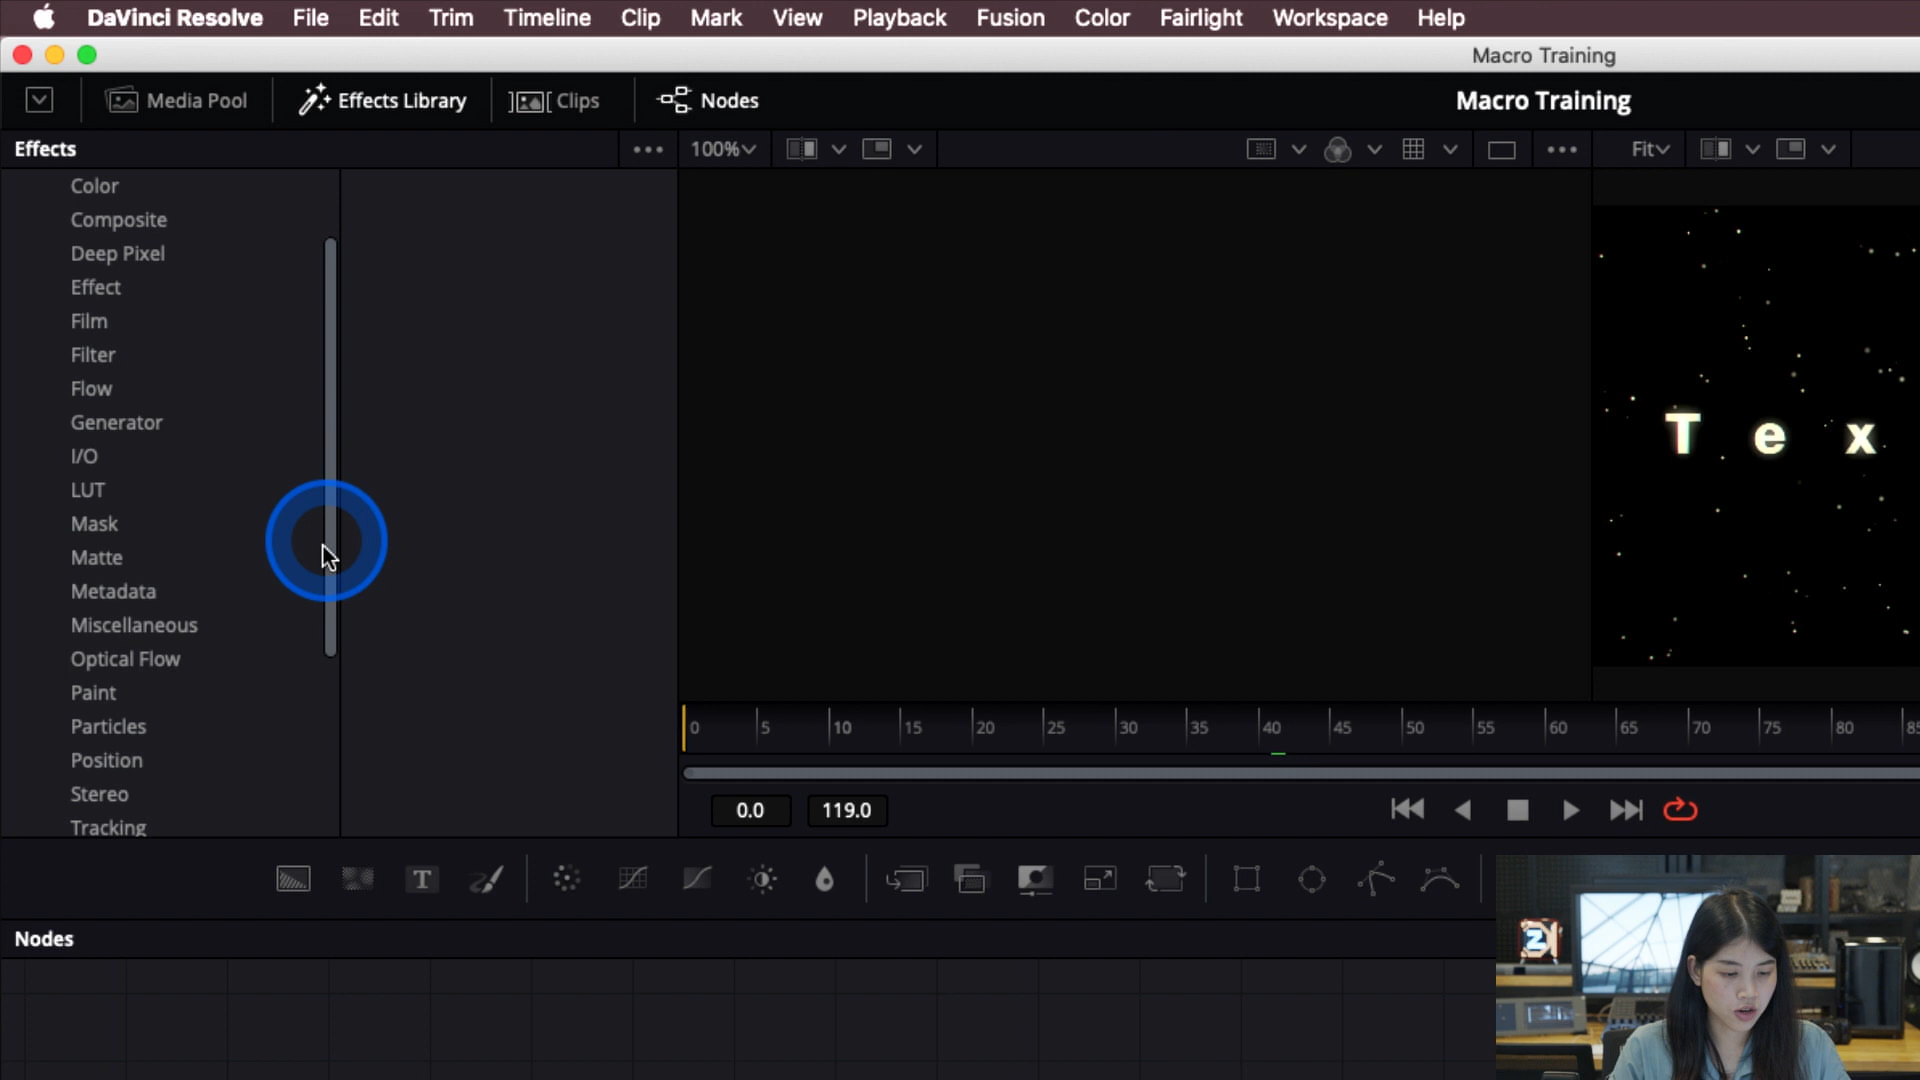 DaVinci Resolve File Edit Trim Timeline Clip Mark View Playback Fusion Color Fairlight Workspace Help
Macro Training
Media Pool Effects Library Clips Nodes Macro Training
Effects 100% Fit
Color
Composite
Deep Pixel
Effect
Film
Filter
Flow
Generator
I/O
LUT
Mask
Matte
Metadata
Miscellaneous
Optical Flow
Paint
Particles
Position
Stereo
Tracking
T e x
0 5 10 15 20 25 30 35 40 45 50 55 60 65 70 75 80 85
0.0 119.0
T
Nodes
Z